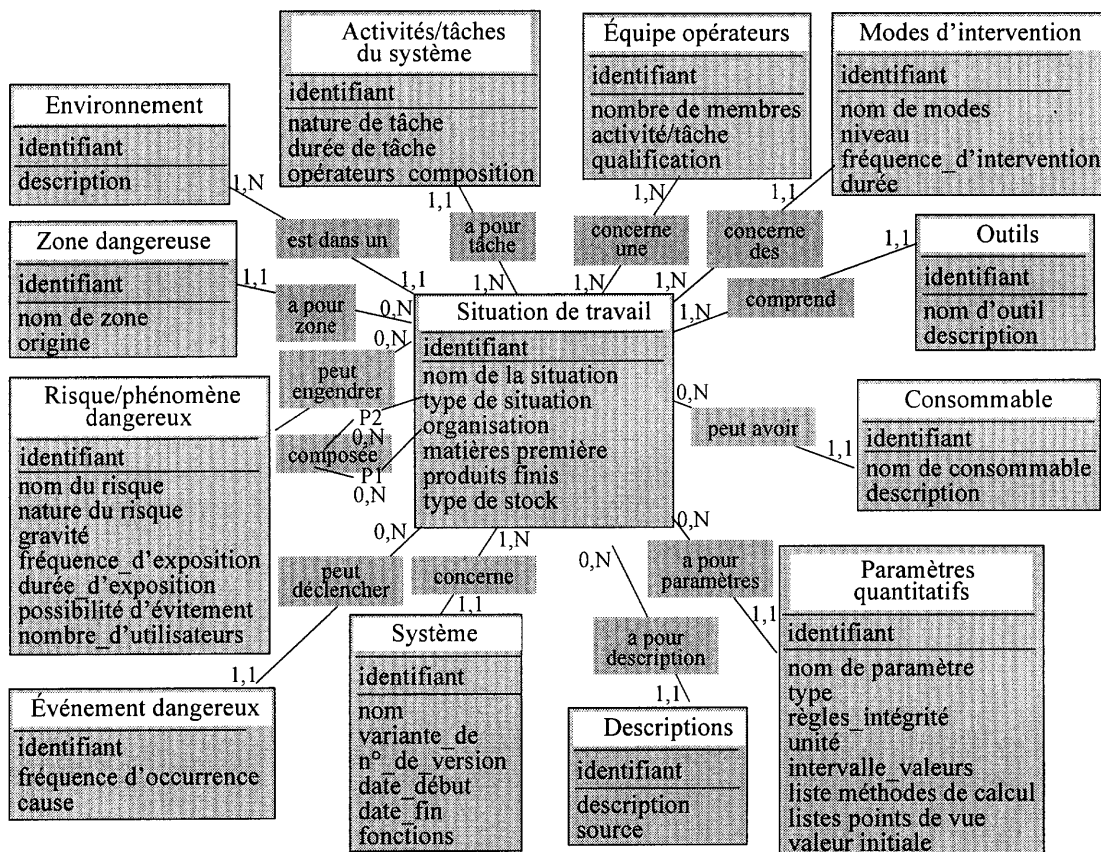 Activités/tâches
du système
identifiant
nature de tâche
durée de tâche
opérateurs composition
Équipe opérateurs
identifiant
nombre de membres
activité/tâche
qualification
Modes d'intervention
identifiant
nom de modes
niveau
fréquence_d'intervention
durée
Environnement
identifiant
description
1,N
est dans un
1,1
1,1
a pour
tâche
1,N
1,N
concerne
une
1,N
1,1
concerne
des
1,N
Zone dangereuse
identifiant
nom de zone
origine
1,1
a pour
zone
0,N
1,1
comprend
1,N
Outils
identifiant
nom d'outil
description
Situation de travail
identifiant
nom de la situation
type de situation
organisation
matières première
produits finis
type de stock
0,N
peut
engendrer
Risque/phénomène
dangereux
identifiant
nom du risque
nature du risque
gravité
fréquence_d'exposition
durée_d'exposition
possibilité d'évitement
nombre_d'utilisateurs
P2
0,N
composée
P1
0,N
0,N
peut avoir
1,1
Consommable
identifiant
nom de consommable
description
0,N
peut
déclencher
1,1
Événement dangereux
identifiant
fréquence d'occurrence
cause
1,N
concerne
1,1
Système
identifiant
nom
variante_de
n°_de_version
date_début
date_fin
fonctions
0,N
a pour
description
1,1
Descriptions
identifiant
description
source
0,N
a pour
paramètres
1,1
Paramètres
quantitatifs
identifiant
nom de paramètre
type
règles_intégrité
unité
intervalle_valeurs
liste méthodes de calcul
listes points de vue
valeur initiale